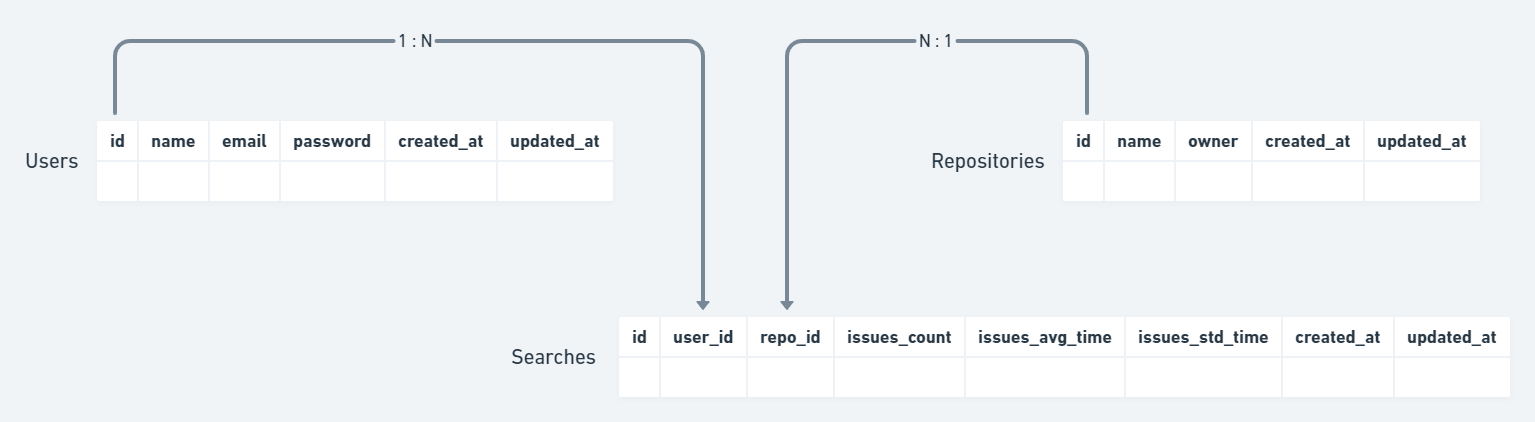 1 : N
N : 1
Users
id name email password created_at updated_at
Repositories
id name owner created_at updated_at
Searches
id user_id repo_id issues_count issues_avg_time issues_std_time created_at updated_at